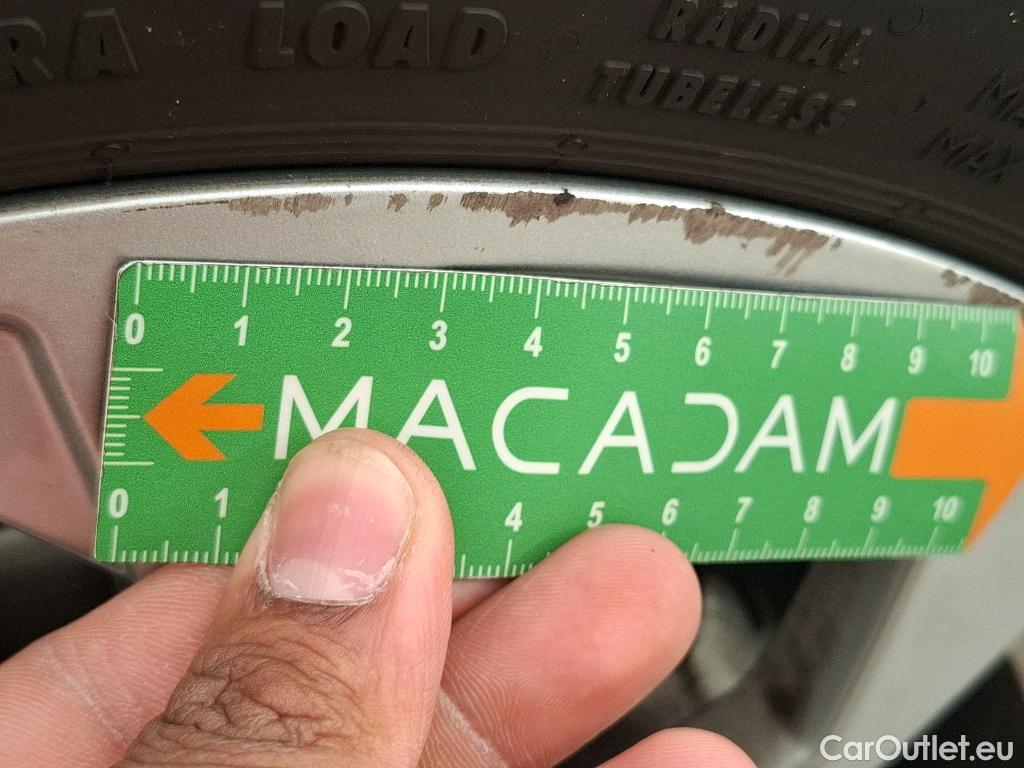 RA LOAD
RADIAL
TUBELESS
MAX
0 1 2 3 4 5 6 7 8 9 10
MACADAM
0 1 4 5 6 7 8 9 10
CarOutlet.eu